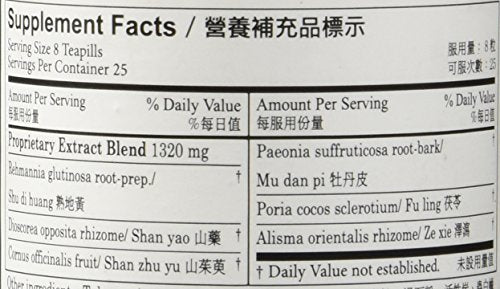 Supplement Facts / 營養補充品標示
Serving Size 8 Teapills 服用量: 8 粒
Servings Per Container 25 可服次數: 25
Amount Per Serving % Daily Value
每服用份量 %每日值
Proprietary Extract Blend 1320 mg
Rehmannia glutinosa root-prep./ †
Shu di huang 熟地黃
Dioscorea opposita rhizome/ Shan yao 山藥 †
Cornus officinalis fruit/ Shan zhu yu 山茱萸 †
Amount Per Serving % Daily Value
每服用份量 %每日值
Paeonia suffruticosa root-bark/ †
Mu dan pi 牡丹皮
Poria cocos sclerotium/ Fu ling 茯苓 †
Alisma orientalis rhizome/ Ze xie 澤瀉 †
† Daily Value not established. 未設用量值
Other ingredients: